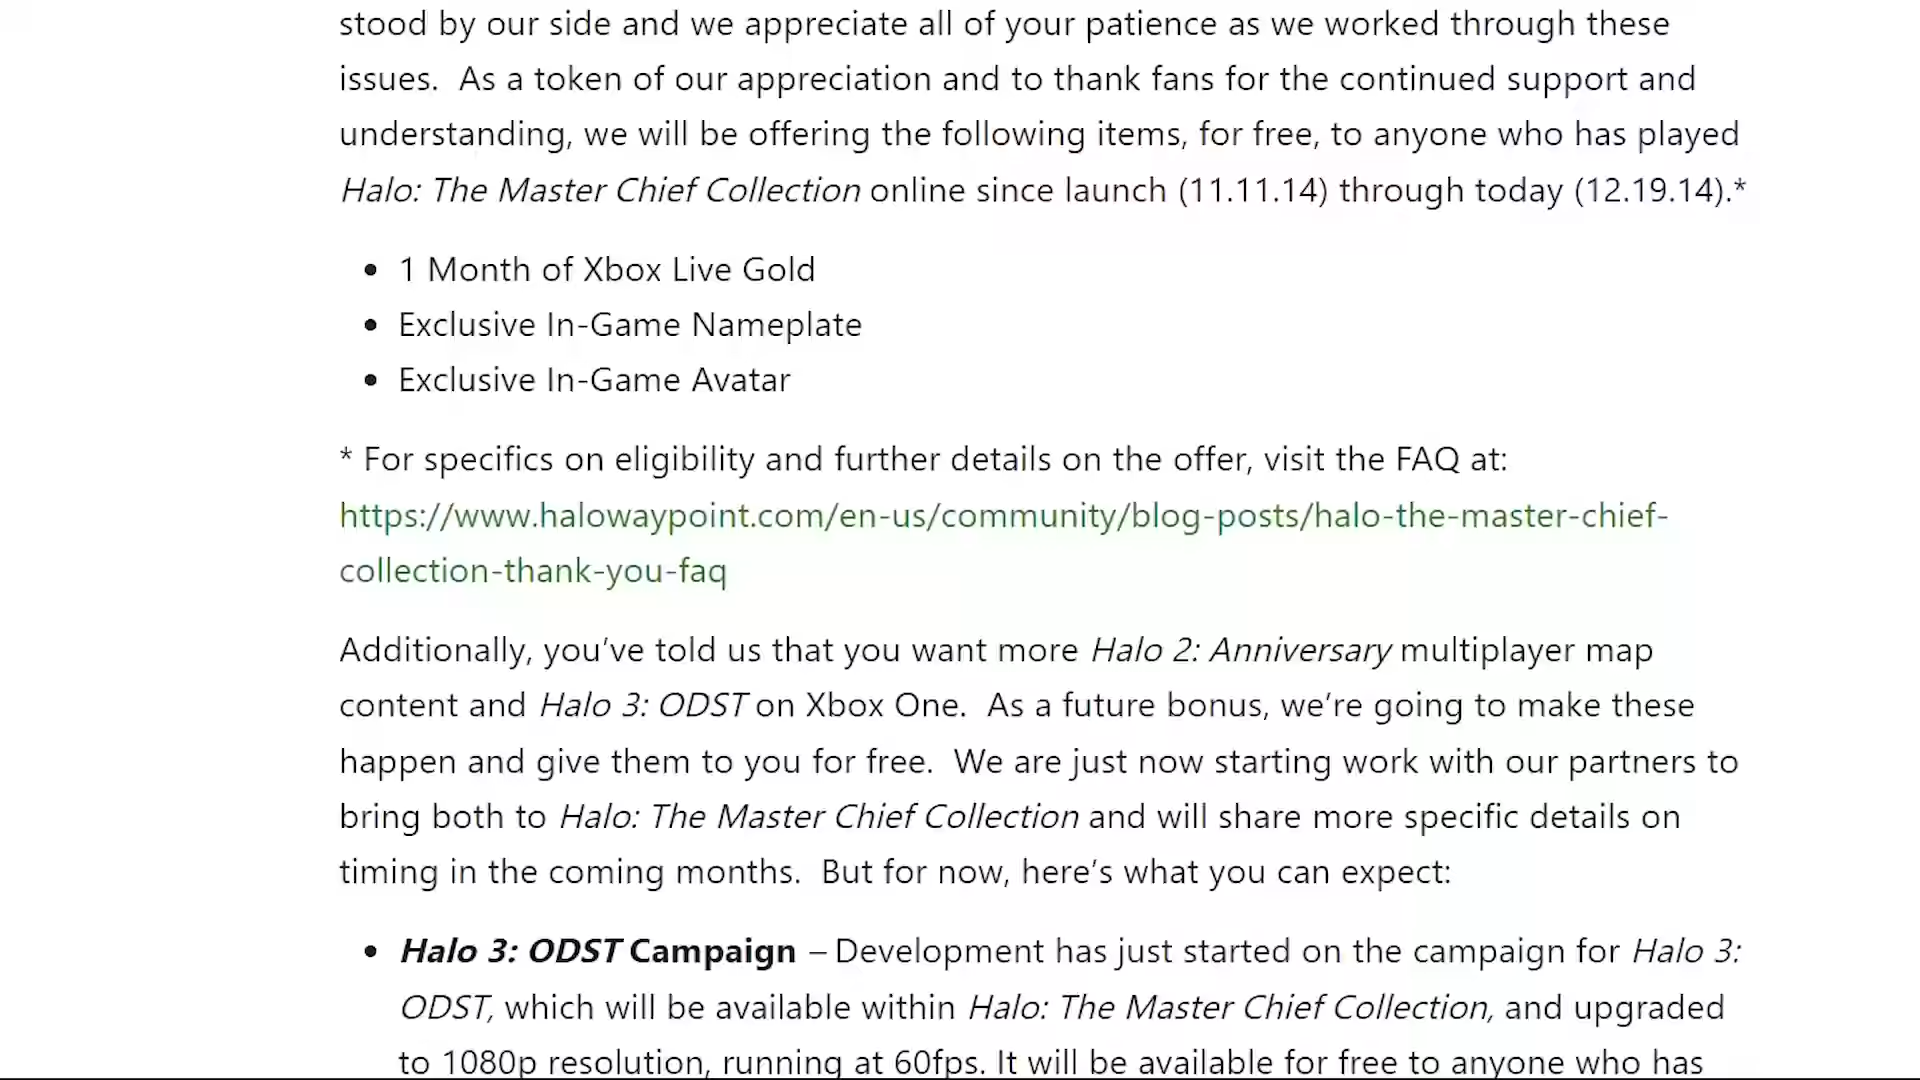 stood by our side and we appreciate all of your patience as we worked through these
issues.  As a token of our appreciation and to thank fans for the continued support and
understanding, we will be offering the following items, for free, to anyone who has played
Halo: The Master Chief Collection online since launch (11.11.14) through today (12.19.14).*
• 1 Month of Xbox Live Gold
• Exclusive In-Game Nameplate
• Exclusive In-Game Avatar
* For specifics on eligibility and further details on the offer, visit the FAQ at:
https://www.halowaypoint.com/en-us/community/blog-posts/halo-the-master-chief-
collection-thank-you-faq
Additionally, you’ve told us that you want more Halo 2: Anniversary multiplayer map
content and Halo 3: ODST on Xbox One.  As a future bonus, we’re going to make these
happen and give them to you for free.  We are just now starting work with our partners to
bring both to Halo: The Master Chief Collection and will share more specific details on
timing in the coming months.  But for now, here’s what you can expect:
• Halo 3: ODST Campaign – Development has just started on the campaign for Halo 3:
ODST, which will be available within Halo: The Master Chief Collection, and upgraded
to 1080p resolution, running at 60fps. It will be available for free to anyone who has